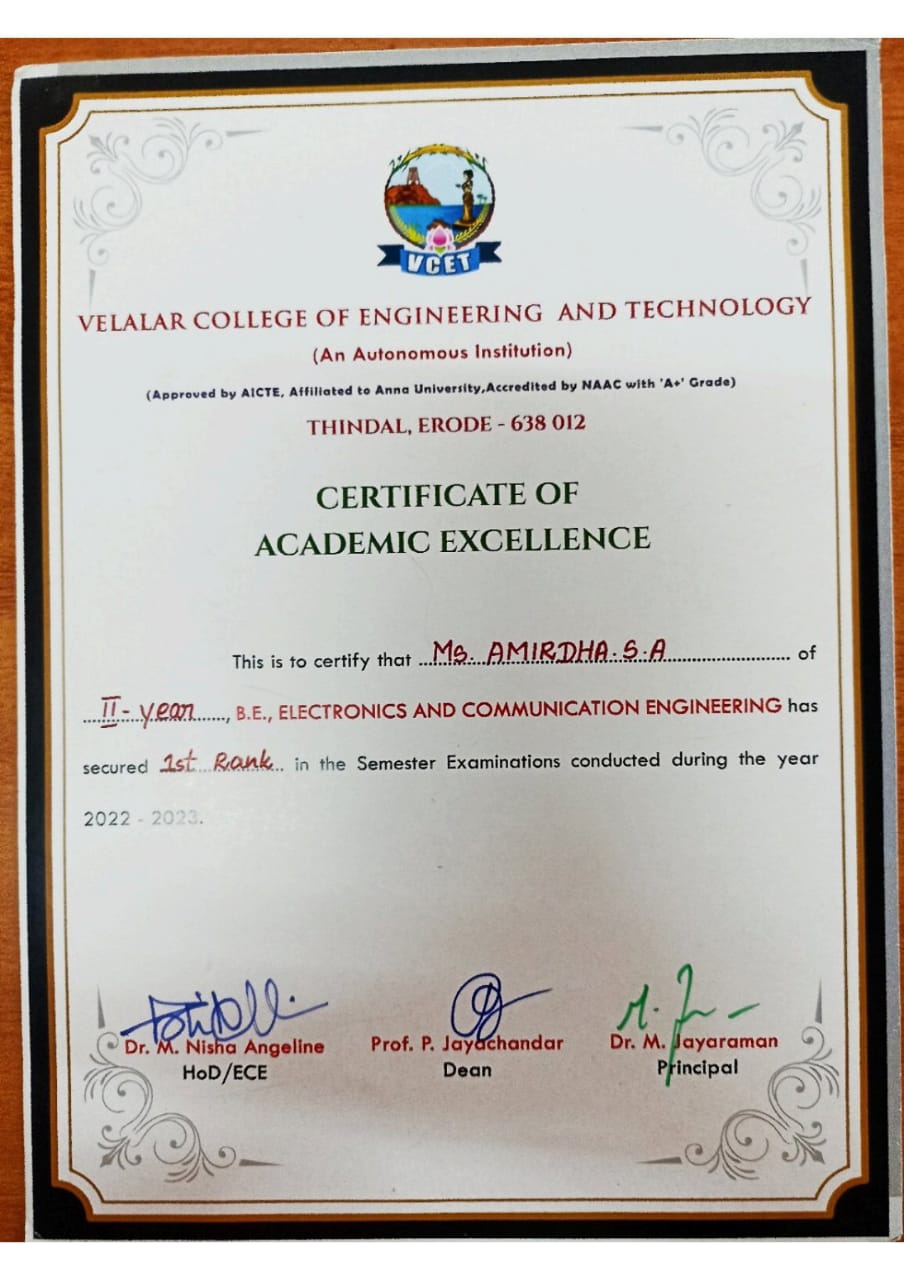 VCET
VELALAR COLLEGE OF ENGINEERING AND TECHNOLOGY
(An Autonomous Institution)
(Approved by AICTE, Affiliated to Anna University,Accredited by NAAC with 'A+' Grade)
THINDAL, ERODE - 638 012
CERTIFICATE OF
ACADEMIC EXCELLENCE
This is to certify that ...Ms. AMIRDHA.S.A... of
...II - year..., B.E., ELECTRONICS AND COMMUNICATION ENGINEERING has
secured 1st Rank.. in the Semester Examinations conducted during the year
2022 - 2023.
Dr. M. Nisha Angeline Prof. P. Jayachandar Dr. M. Jayaraman
HoD/ECE Dean Principal